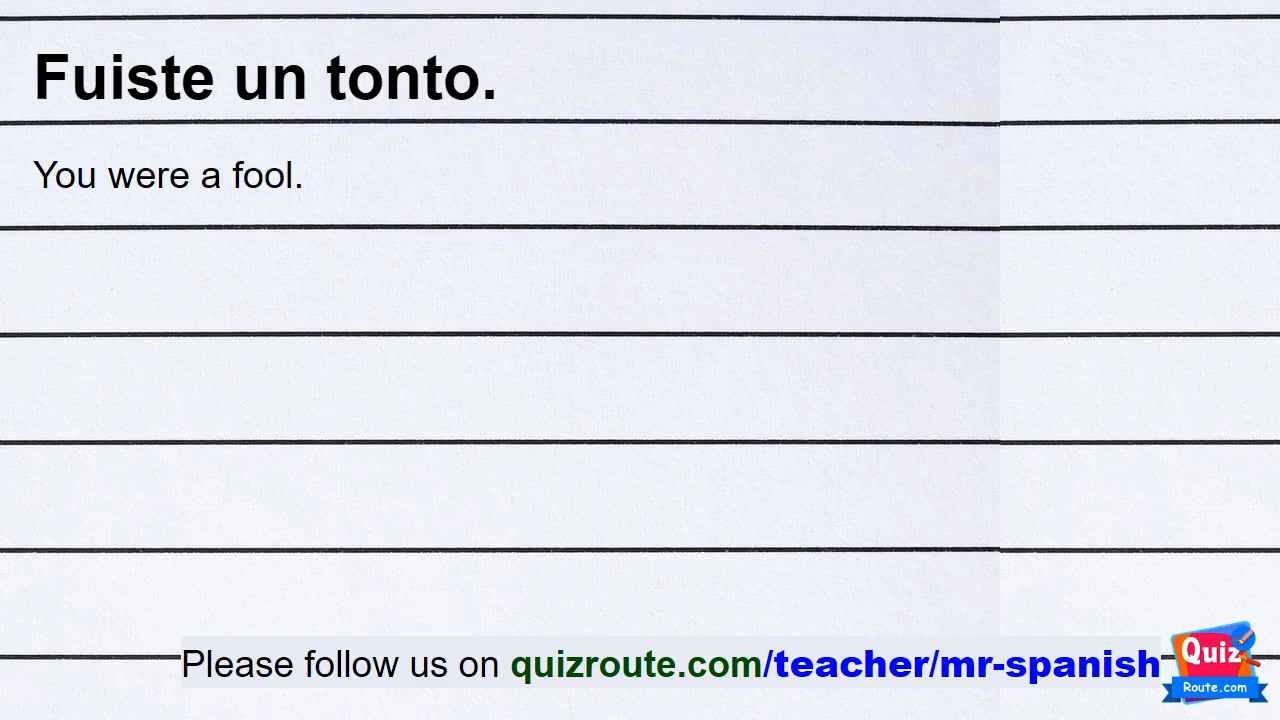 Fuiste un tonto.
You were a fool.
Please follow us on quizroute.com/teacher/mr-spanish
Quiz
Route.com